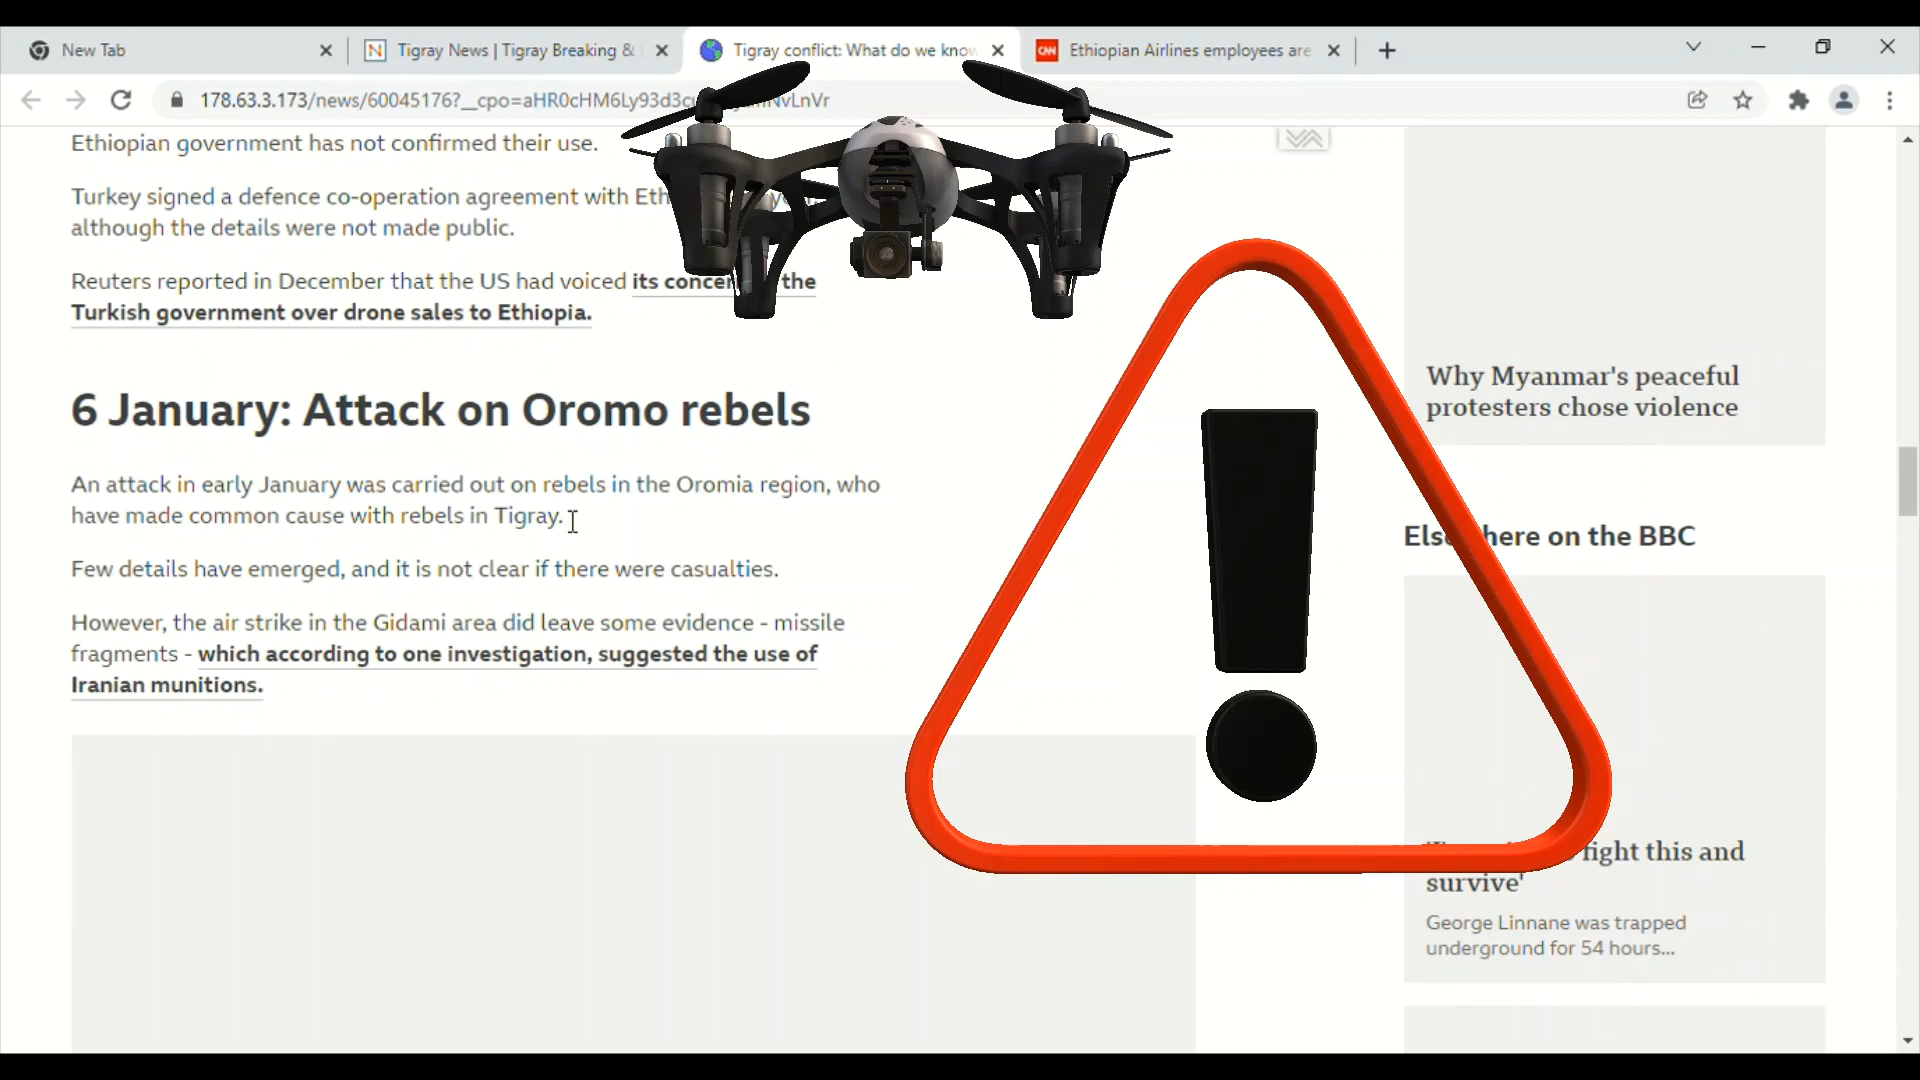 New Tab
Tigray News | Tigray Breaking &
Tigray conflict: What do we know
Ethiopian Airlines employees are
178.63.3.173/news/60045176?__cpo=aHR0cHM6Ly93d3cu
Ethiopian government has not confirmed their use.
Turkey signed a defence co-operation agreement with
although the details were not made public.
Reuters reported in December that the US had voiced its the
Turkish government over drone sales to Ethiopia.
6 January: Attack on Oromo rebels
An attack in early January was carried out on rebels in the Oromia region, who
have made common cause with rebels in Tigray.
Few details have emerged, and it is not clear if there were casualties.
However, the air strike in the Gidami area did leave some evidence - missile
fragments - which according to one investigation, suggested the use of
Iranian munitions.
Why Myanmar's peaceful
protesters chose violence
Elsewhere on the BBC
fight this and
survive'
George Linnane was trapped
underground for 54 hours...